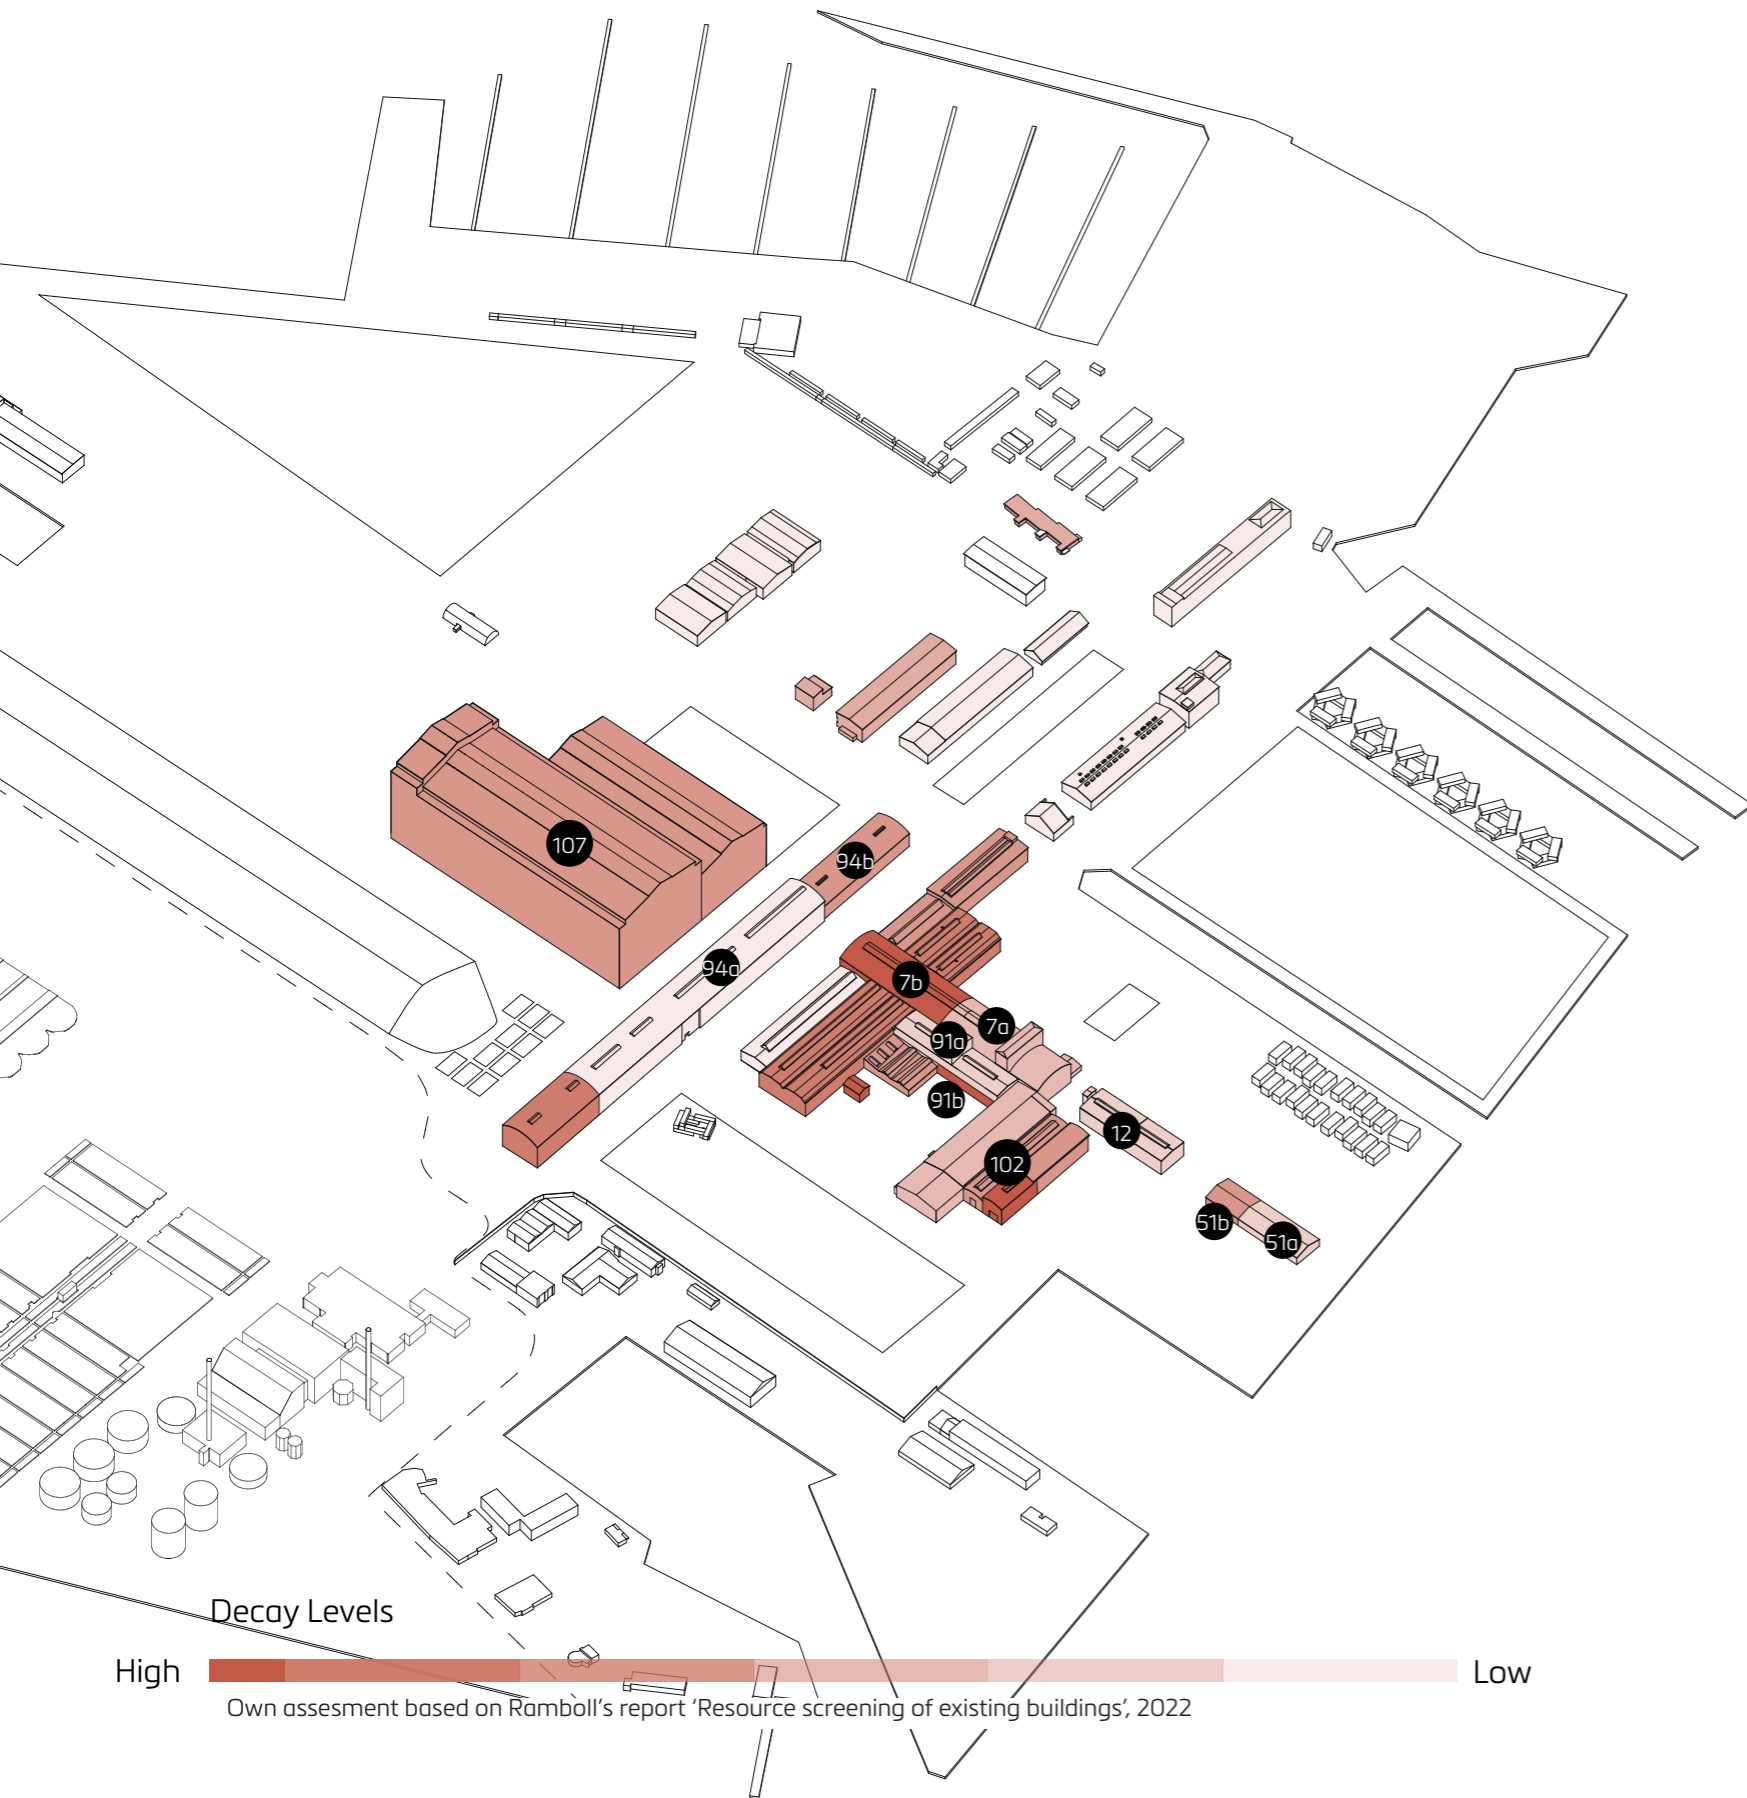 107
94b
94a
7b
7a
91a
91b
12
102
51b
51a
Decay Levels
High
Low
Own assesment based on Ramboll's report 'Resource screening of existing buildings', 2022